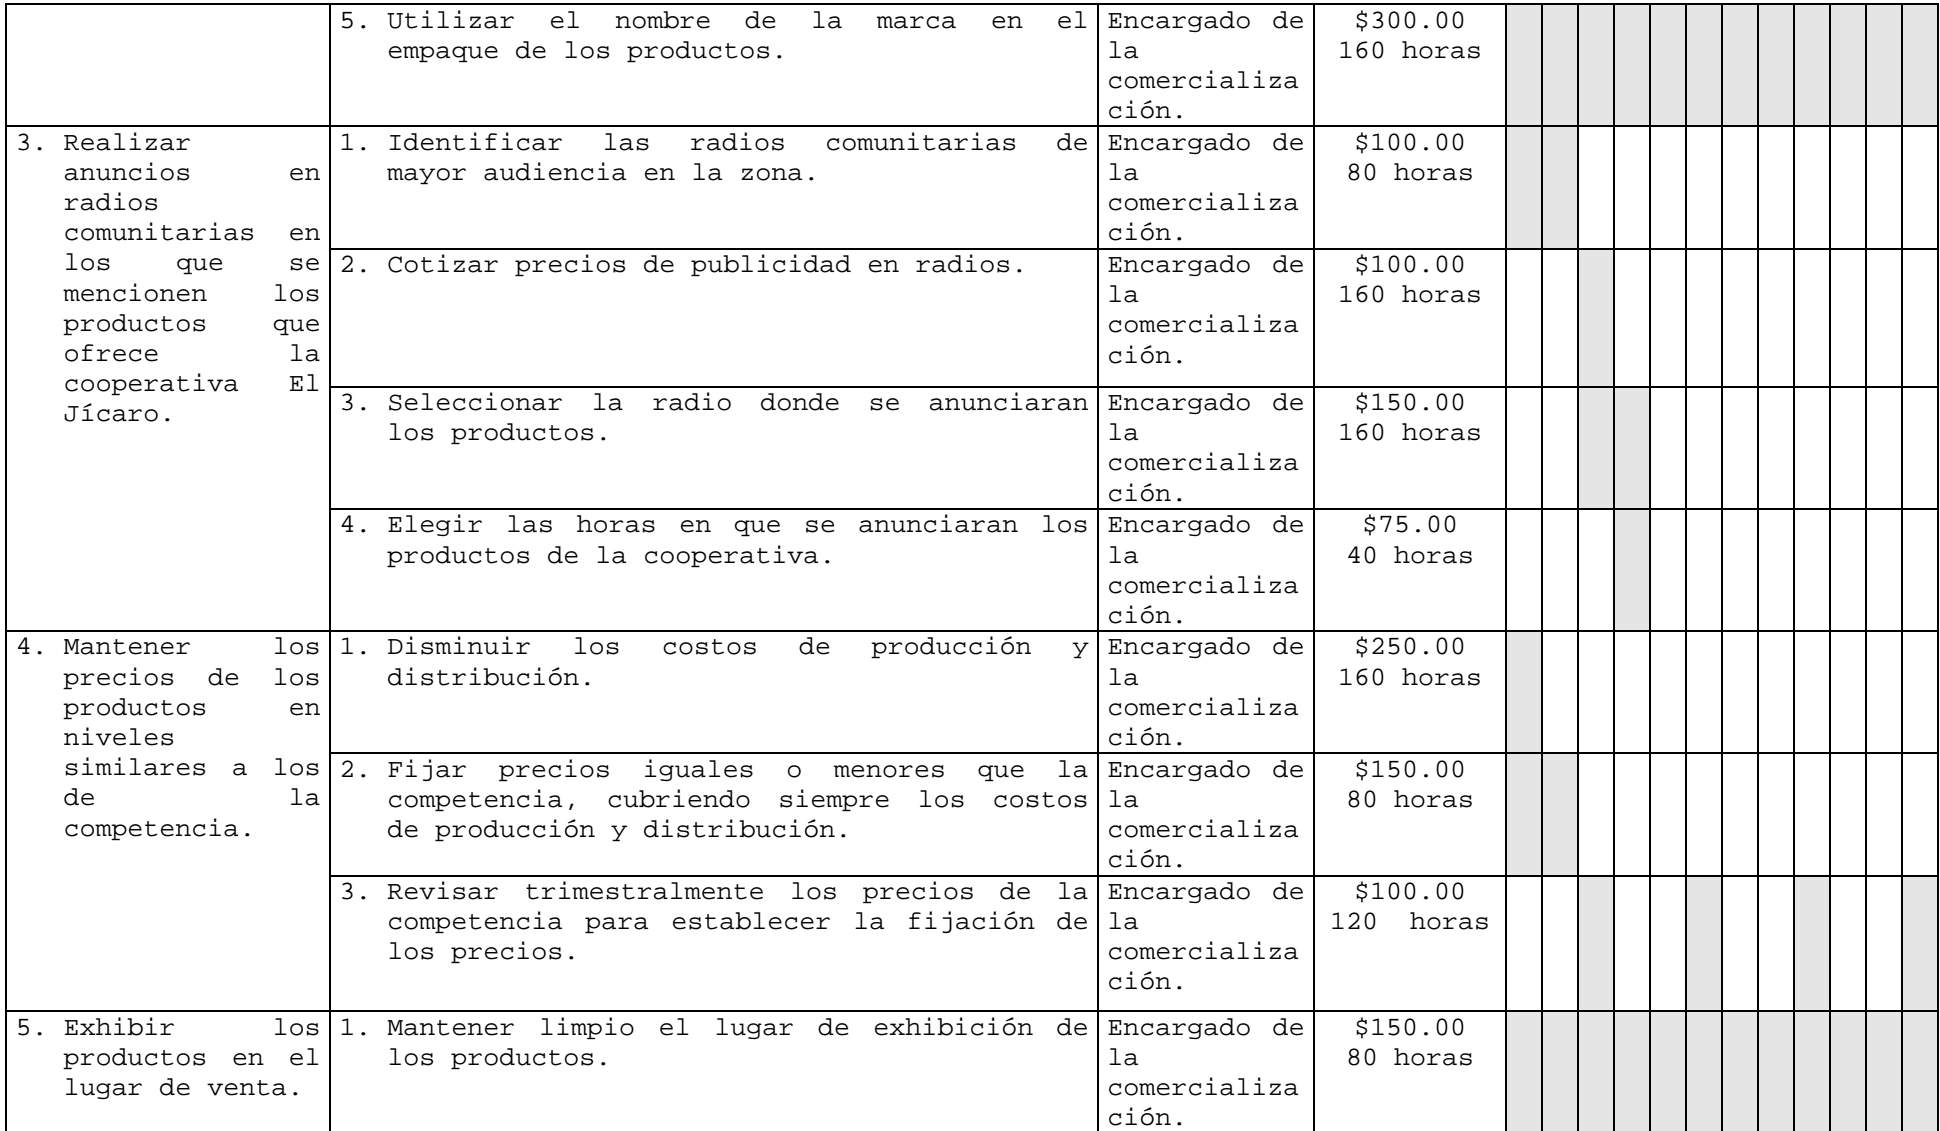 5. Utilizar el nombre de la marca en el
empaque de los productos.
Encargado de
la
comercializa
ción.
$300.00
160 horas
3. Realizar
anuncios en
radios
comunitarias en
los que se
mencionen los
productos que
ofrece la
cooperativa El
Jícaro.
1. Identificar las radios comunitarias de
mayor audiencia en la zona.
Encargado de
la
comercializa
ción.
$100.00
80 horas
2. Cotizar precios de publicidad en radios.
Encargado de
la
comercializa
ción.
$100.00
160 horas
3. Seleccionar la radio donde se anunciaran
los productos.
Encargado de
la
comercializa
ción.
$150.00
160 horas
4. Elegir las horas en que se anunciaran los
productos de la cooperativa.
Encargado de
la
comercializa
ción.
$75.00
40 horas
4. Mantener los
precios de los
productos en
niveles
similares a los
de la
competencia.
1. Disminuir los costos de producción y
distribución.
Encargado de
la
comercializa
ción.
$250.00
160 horas
2. Fijar precios iguales o menores que la
competencia, cubriendo siempre los costos
de producción y distribución.
Encargado de
la
comercializa
ción.
$150.00
80 horas
3. Revisar trimestralmente los precios de la
competencia para establecer la fijación de
los precios.
Encargado de
la
comercializa
ción.
$100.00
120 horas
5. Exhibir los
productos en el
lugar de venta.
1. Mantener limpio el lugar de exhibición de
los productos.
Encargado de
la
comercializa
ción.
$150.00
80 horas